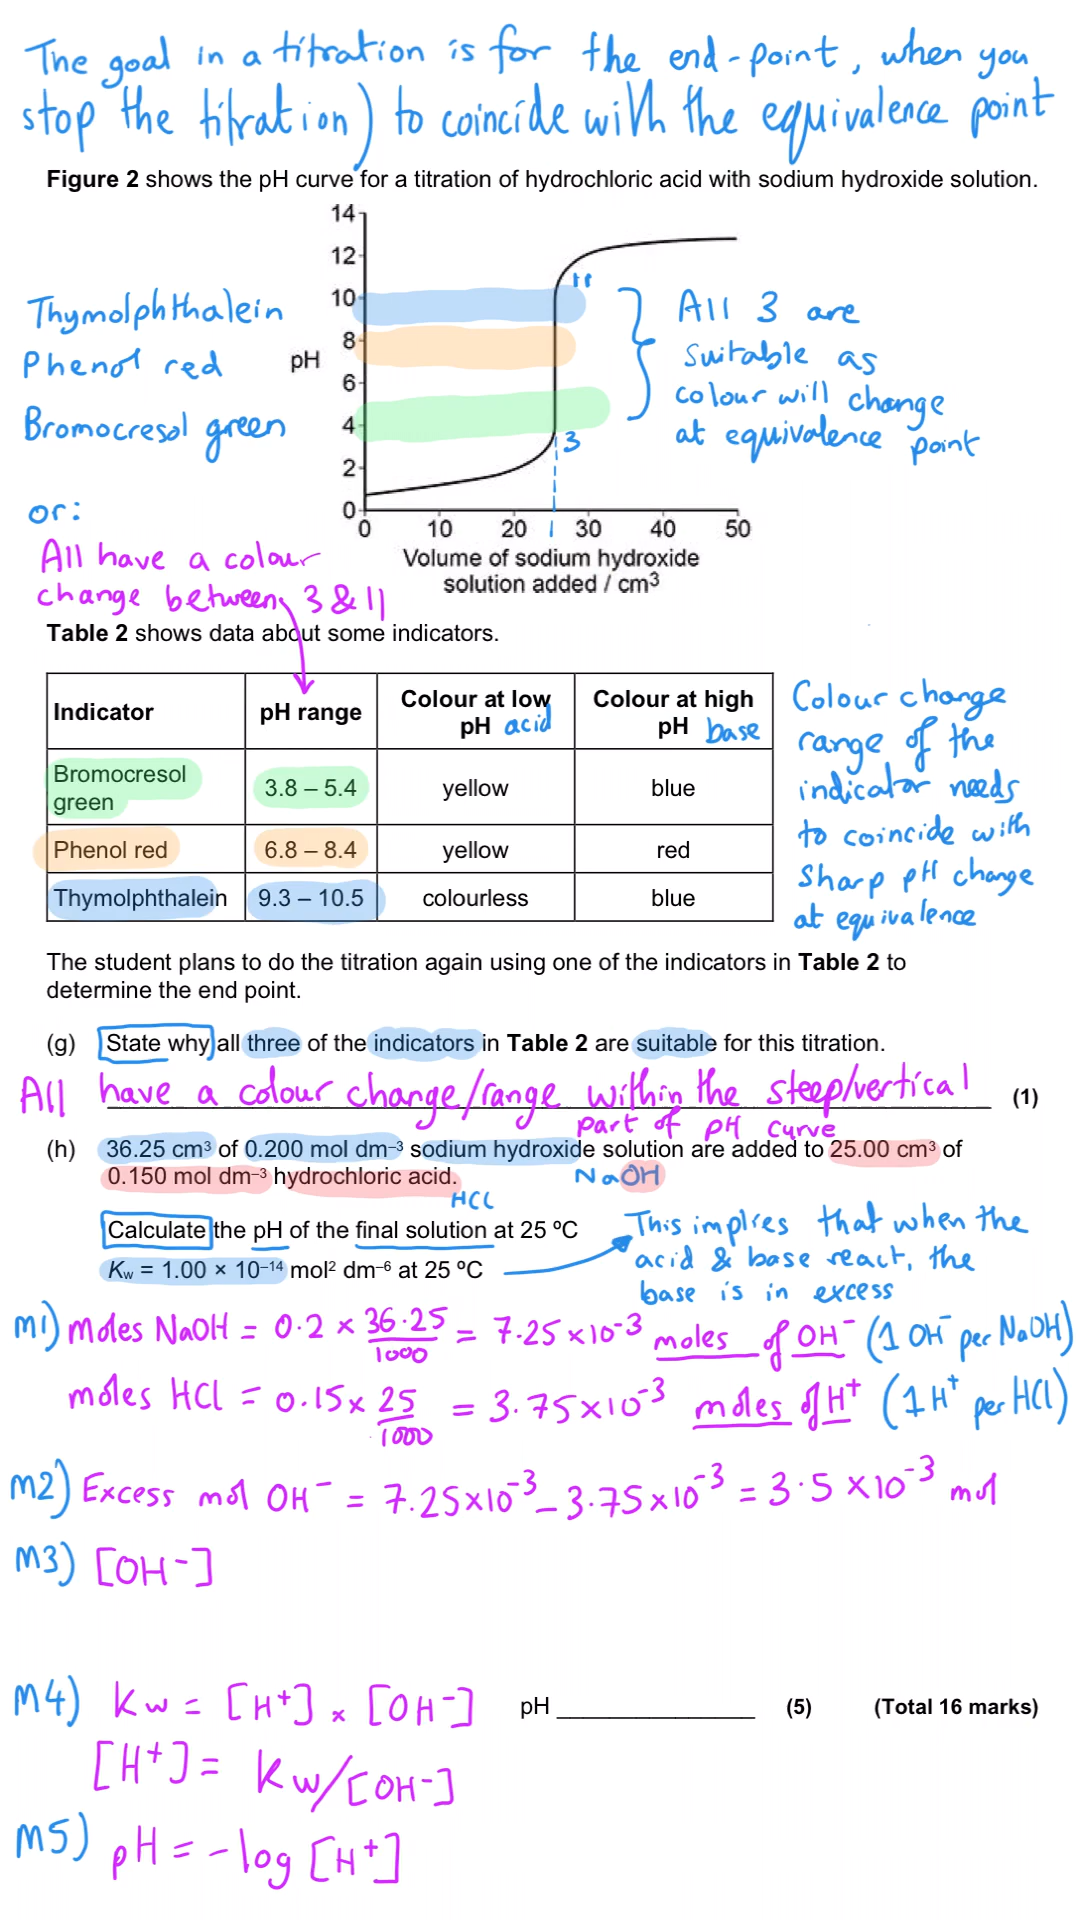 The goal in a titration is for the end-point, when you
stop the titration) to coincide with the equivalence point
Figure 2 shows the pH curve for a titration of hydrochloric acid with sodium hydroxide solution.
14
12
10
8
6
4
2
0
pH
0 10 20 30 40 50
Volume of sodium hydroxide
solution added / cm³
11
3
Thymolphthalein
Phenol red
Bromocresol green
All 3 are
suitable as
colour will change
at equivalence point
or:
All have a colour
change between 3 & 11
Table 2 shows data about some indicators.
Indicator pH range Colour at low pH acid Colour at high pH base
Bromocresol green 3.8 – 5.4 yellow blue
Phenol red 6.8 – 8.4 yellow red
Thymolphthalein 9.3 – 10.5 colourless blue
Colour change
range of the
indicator needs
to coincide with
sharp pH change
at equivalence
The student plans to do the titration again using one of the indicators in Table 2 to
determine the end point.
(g) State why all three of the indicators in Table 2 are suitable for this titration.
All have a colour change/range within the steep/vertical (1)
part of pH curve
(h) 36.25 cm³ of 0.200 mol dm⁻³ sodium hydroxide solution are added to 25.00 cm³ of
0.150 mol dm⁻³ hydrochloric acid. NaOH
HCl
Calculate the pH of the final solution at 25 ºC
Kw = 1.00 × 10⁻¹⁴ mol² dm⁻⁶ at 25 ºC
This implies that when the
acid & base react, the
base is in excess
m1) moles NaOH = 0.2 × 36.25/1000 = 7.25 × 10⁻³ moles of OH⁻ (1 OH⁻ per NaOH)
moles HCl = 0.15 × 25/1000 = 3.75 × 10⁻³ moles of H⁺ (1 H⁺ per HCl)
m2) Excess mol OH⁻ = 7.25×10⁻³ – 3.75×10⁻³ = 3.5 × 10⁻³ mol
m3) [OH⁻]
m4) Kw = [H⁺] × [OH⁻] pH ________________ (5) (Total 16 marks)
[H⁺] = Kw/[OH⁻]
m5) pH = -log [H⁺]